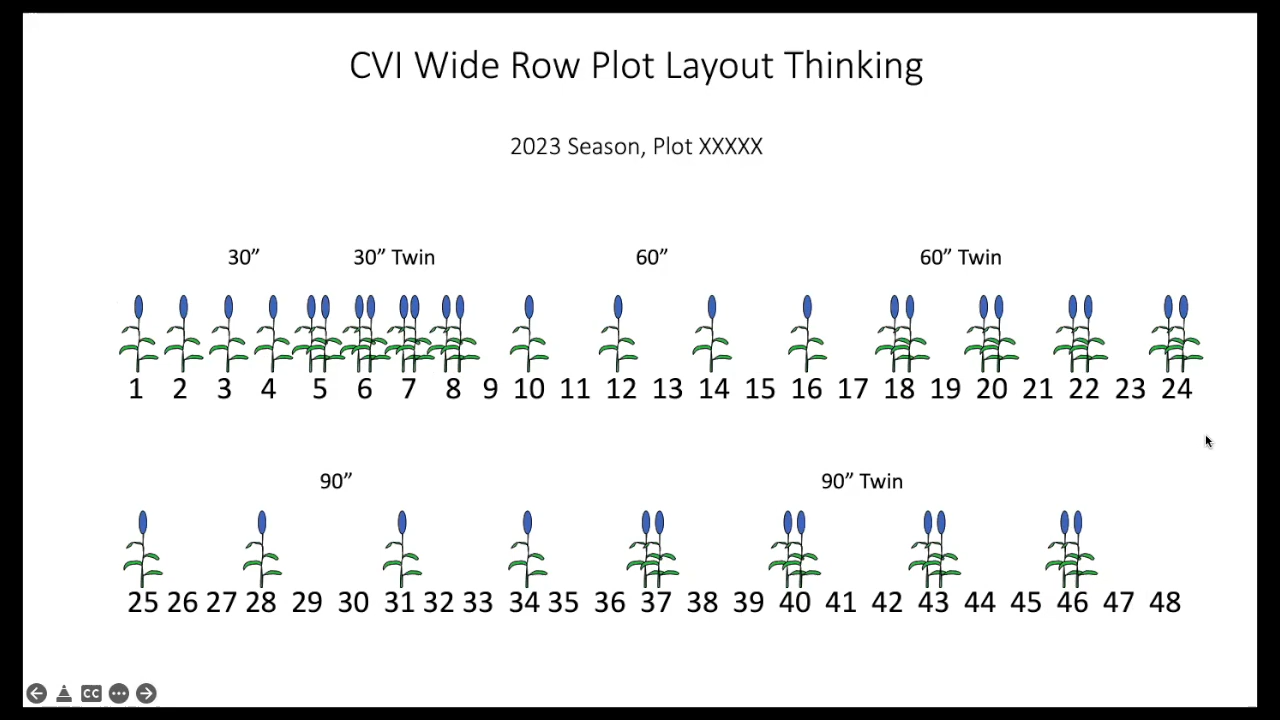 CVI Wide Row Plot Layout Thinking
2023 Season, Plot XXXXX
30” 30” Twin 60” 60” Twin
1 2 3 4 5 6 7 8 9 10 11 12 13 14 15 16 17 18 19 20 21 22 23 24
90” 90” Twin
25 26 27 28 29 30 31 32 33 34 35 36 37 38 39 40 41 42 43 44 45 46 47 48
CC